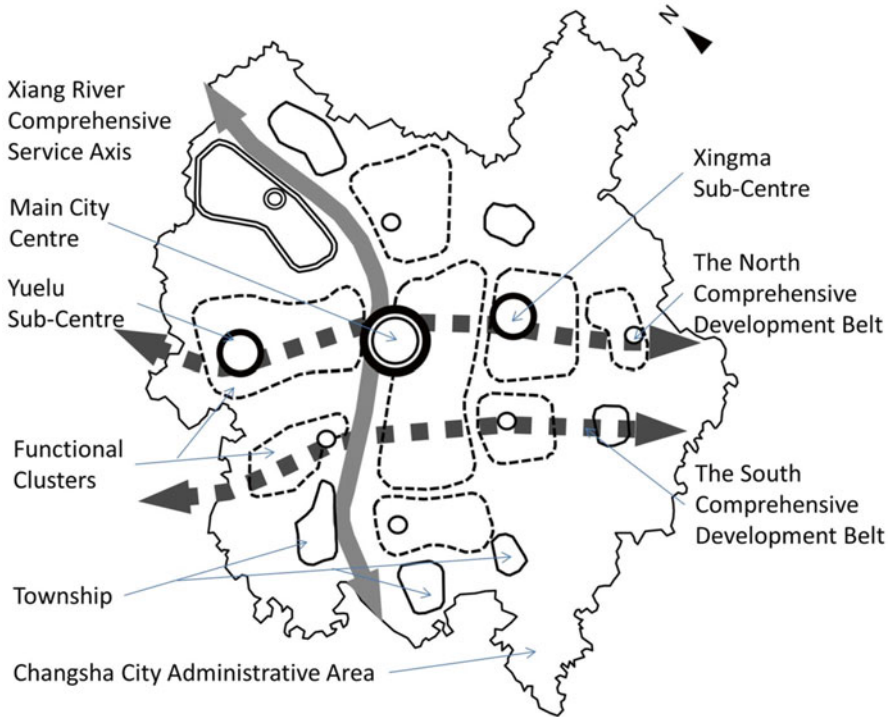 N
Xiang River
Comprehensive
Service Axis
Main City
Centre
Yuelu
Sub-Centre
Functional
Clusters
Township
Changsha City Administrative Area
Xingma
Sub-Centre
The North
Comprehensive
Development Belt
The South
Comprehensive
Development Belt